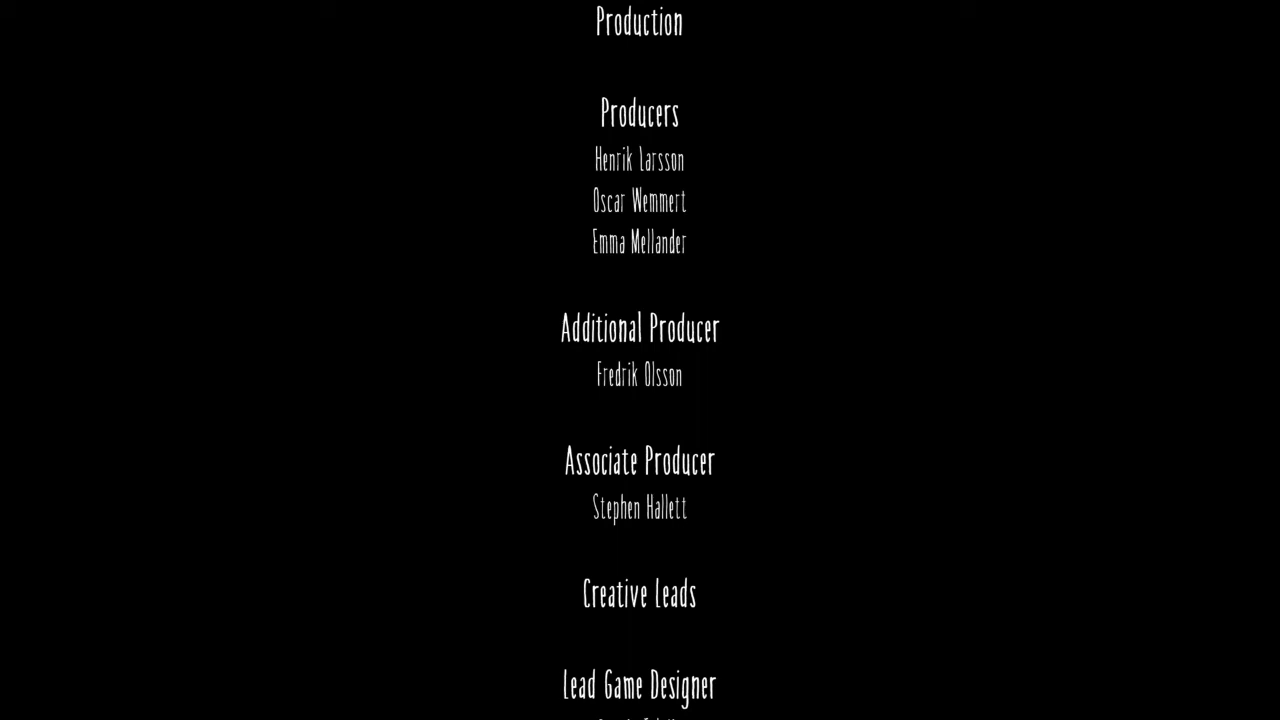 Production
Producers
Henrik Larsson
Oscar Wemmert
Emma Mellander
Additional Producer
Fredrik Olsson
Associate Producer
Stephen Hallett
Creative Leads
Lead Game Designer